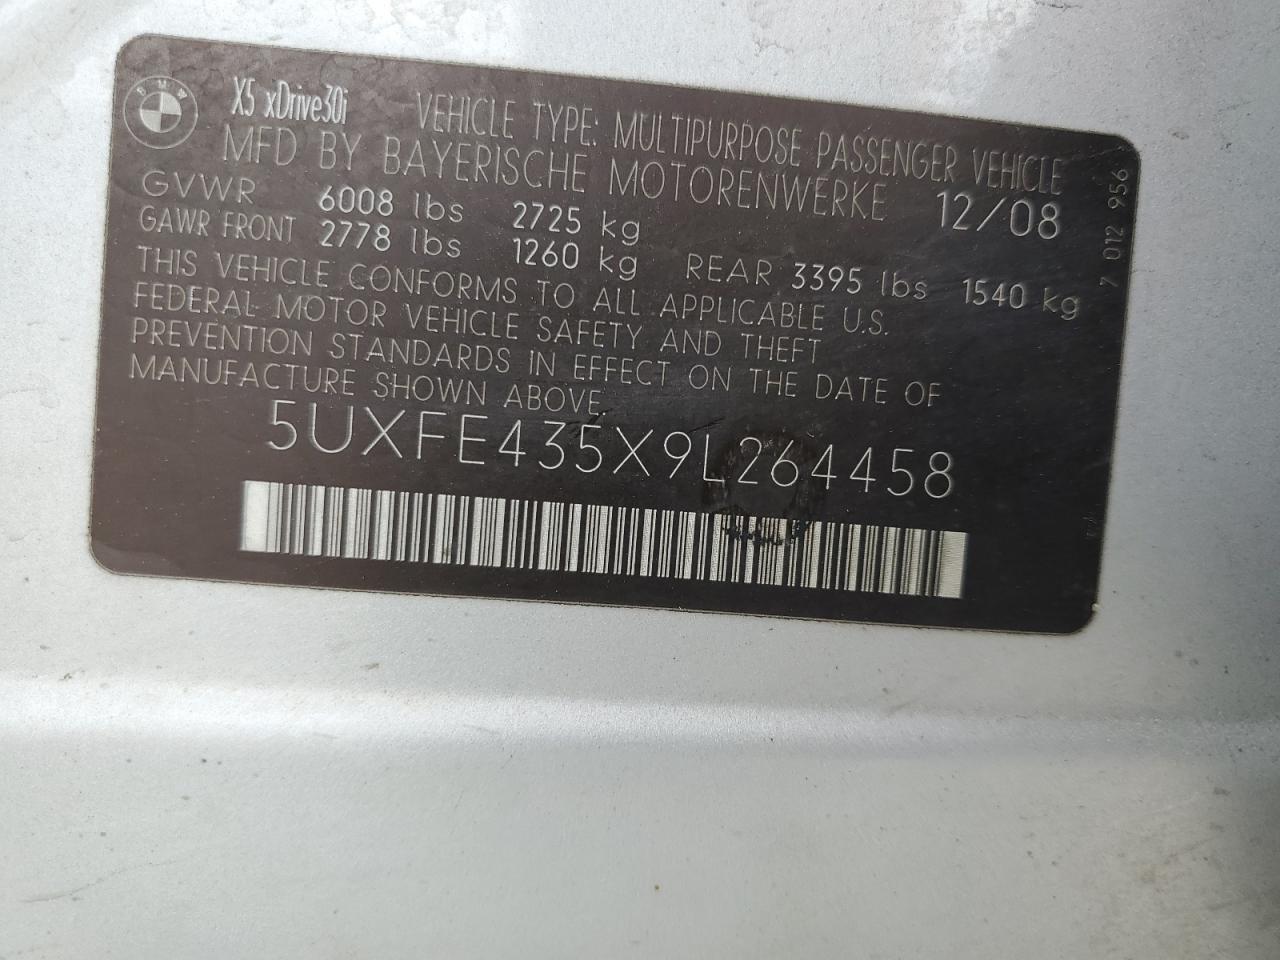 BMW
X5 xDrive30i VEHICLE TYPE: MULTIPURPOSE PASSENGER VEHICLE
MFD BY BAYERISCHE MOTORENWERKE 12/08
GVWR 6008 lbs 2725 kg
GAWR FRONT 2778 lbs 1260 kg REAR 3395 lbs 1540 kg
THIS VEHICLE CONFORMS TO ALL APPLICABLE U.S.
FEDERAL MOTOR VEHICLE SAFETY AND THEFT
PREVENTION STANDARDS IN EFFECT ON THE DATE OF
MANUFACTURE SHOWN ABOVE.
5UXFE435X9L264458
7 012 956